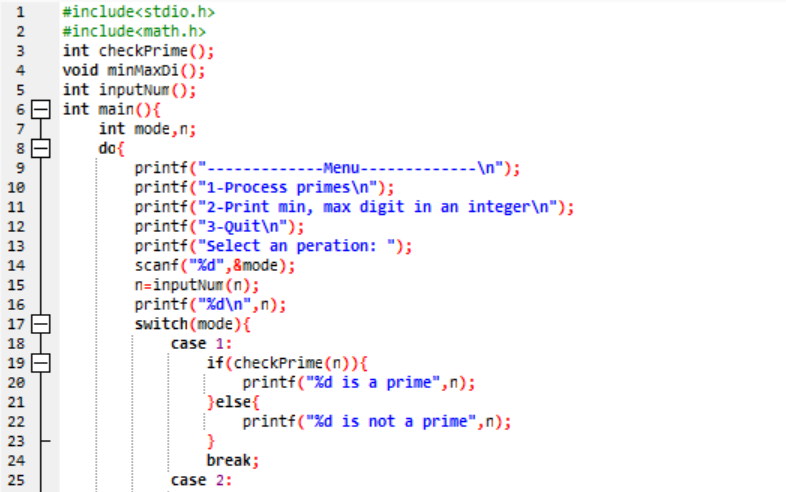 1 #include<stdio.h>
2 #include<math.h>
3 int checkPrime();
4 void minMaxDi();
5 int inputNum();
6 int main(){
7 int mode,n;
8 do{
9 printf("-------------Menu-------------\n");
10 printf("1-Process primes\n");
11 printf("2-Print min, max digit in an integer\n");
12 printf("3-Quit\n");
13 printf("Select an peration: ");
14 scanf("%d",&mode);
15 n=inputNum(n);
16 printf("%d\n",n);
17 switch(mode){
18 case 1:
19 if(checkPrime(n)){
20 printf("%d is a prime",n);
21 }else{
22 printf("%d is not a prime",n);
23 }
24 break;
25 case 2: